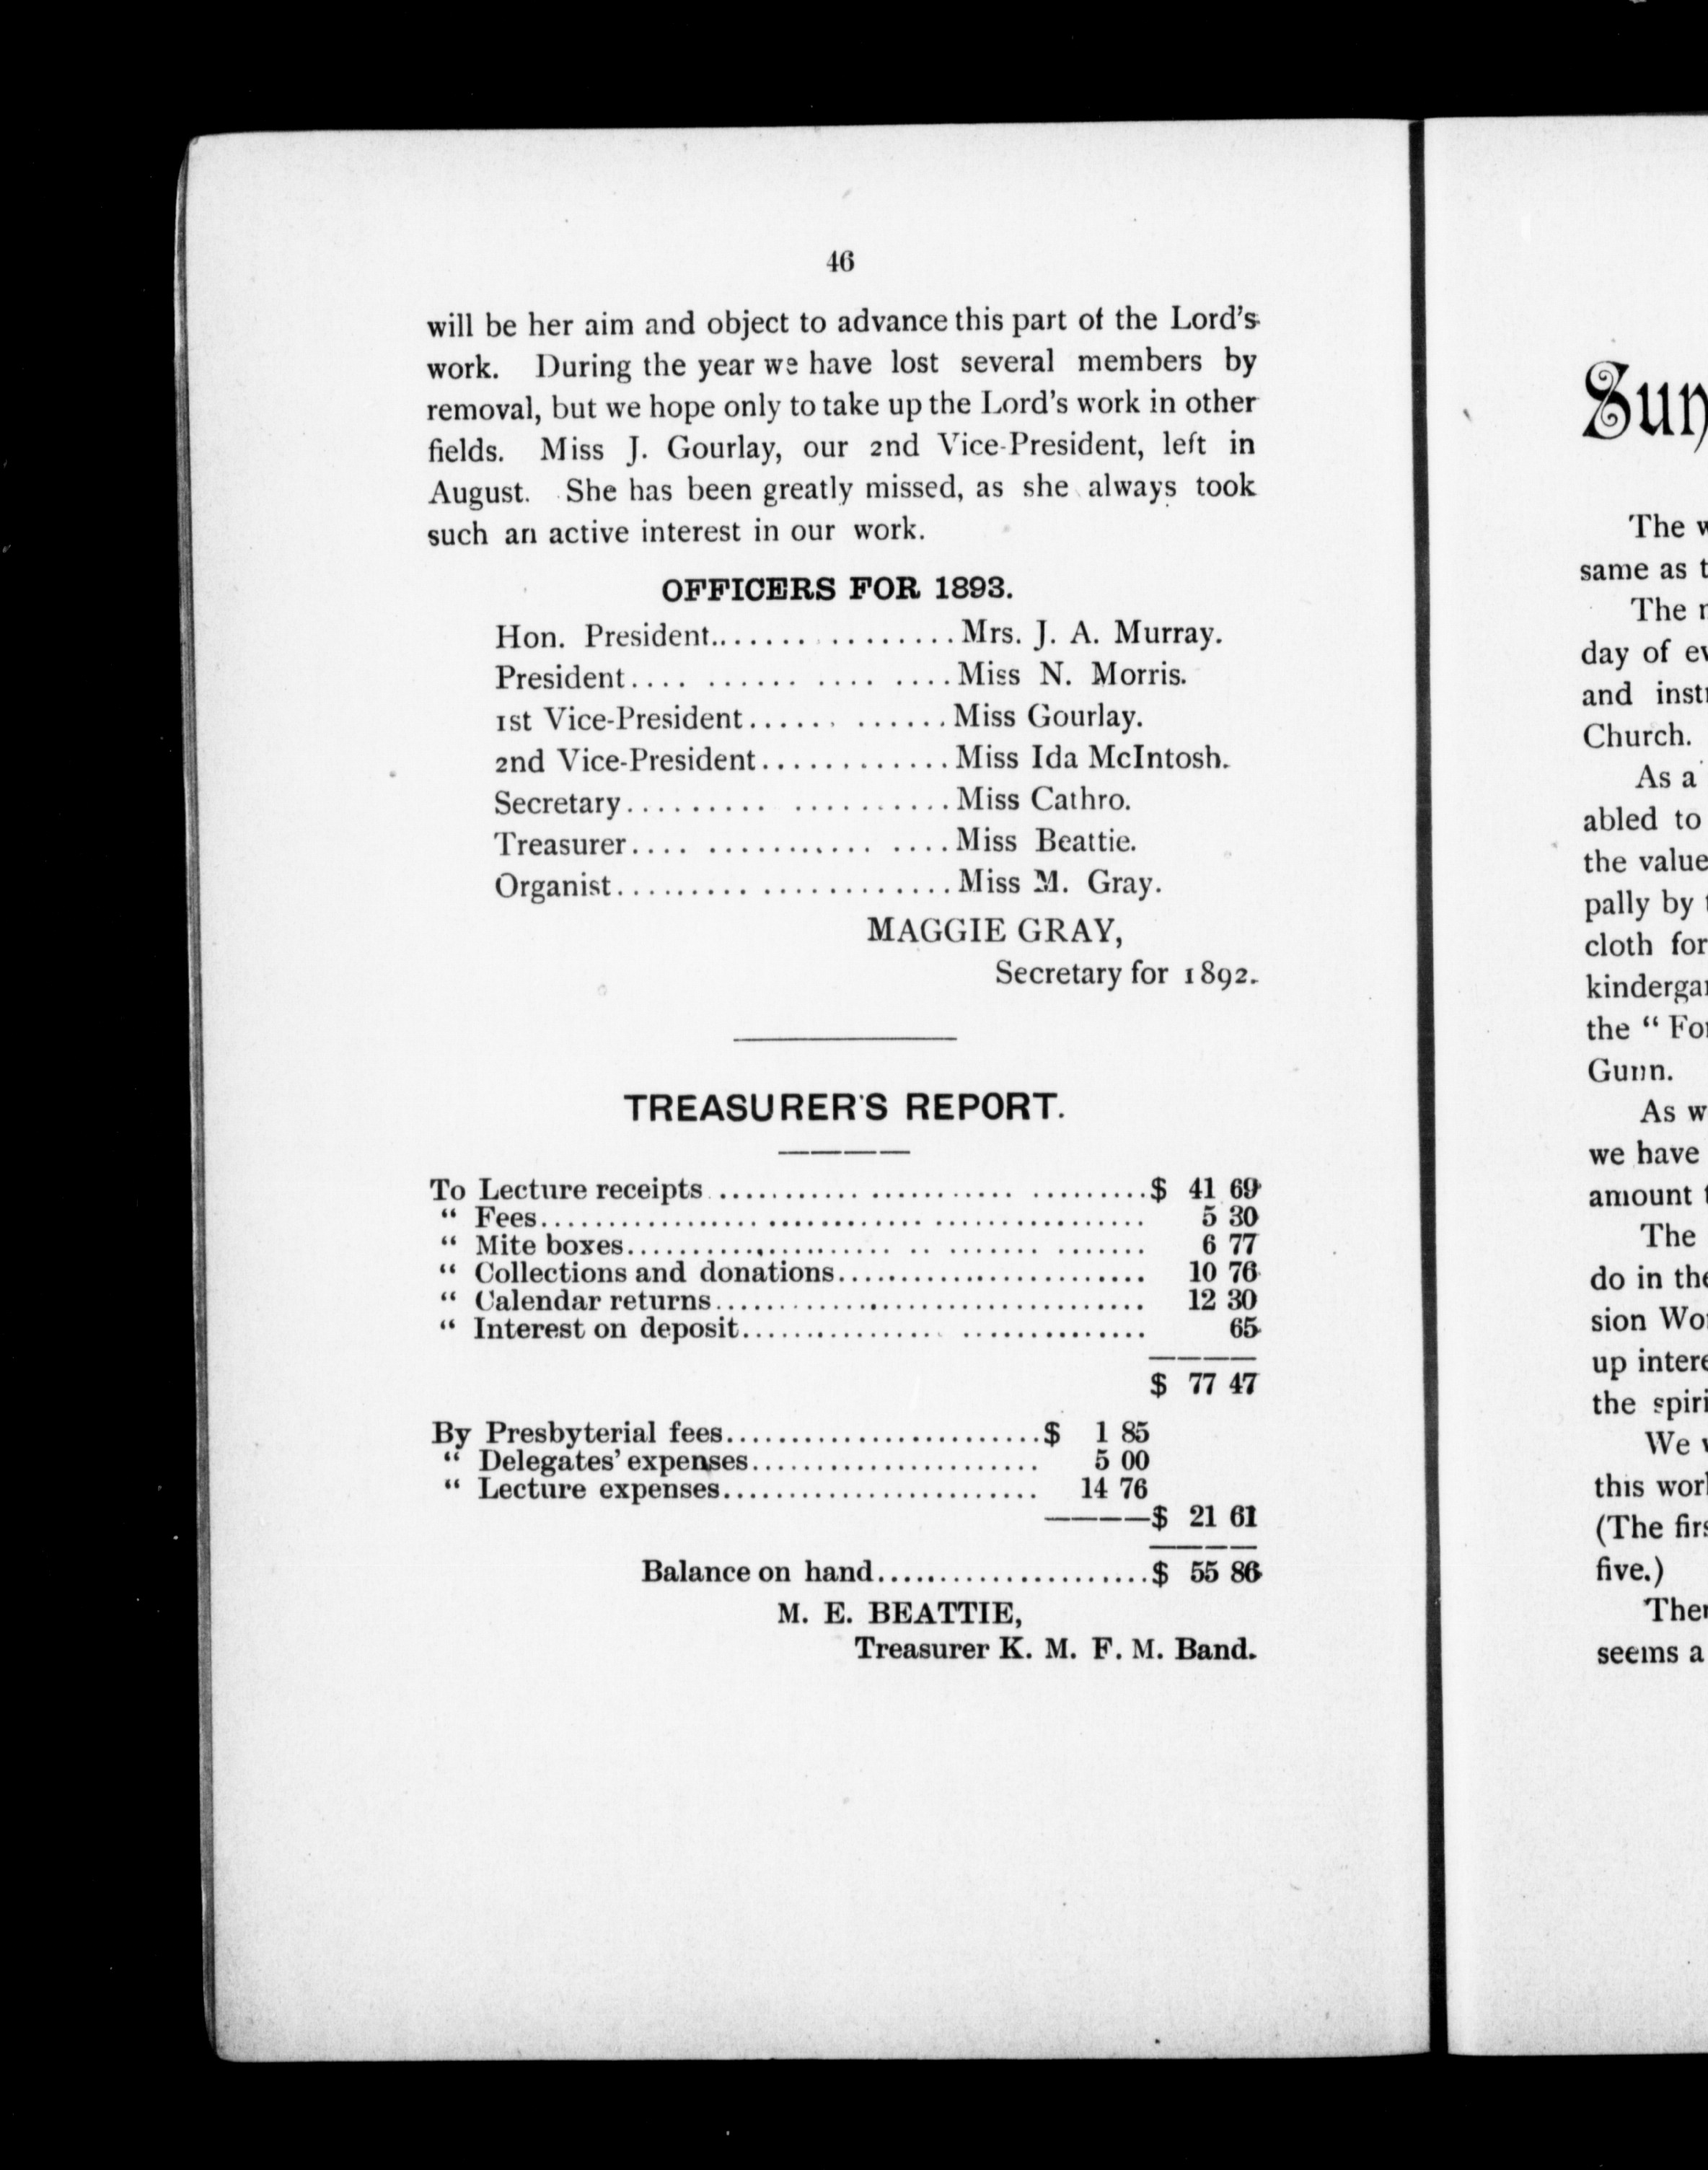 46
will be her aim and object to advance this part of the Lord's
work. During the year we have lost several members by
removal, but we hope only to take up the Lord's work in other
fields. Miss J. Gourlay, our 2nd Vice-President, left in
August. She has been greatly missed, as she always took
such an active interest in our work.
OFFICERS FOR 1893.
Hon. President................Mrs. J. A. Murray.
President.... ....... .... ....Miss N. Morris.
1st Vice-President...... ......Miss Gourlay.
2nd Vice-President............Miss Ida McIntosh.
Secretary......... ..........Miss Cathro.
Treasurer.... ............ ....Miss Beattie.
Organist......... ...........Miss M. Gray.
MAGGIE GRAY,
Secretary for 1892.
TREASURER'S REPORT.
To Lecture receipts ........... ........... .........$ 41 69
“ Fees............................................. 5 30
“ Mite boxes.................... .. ....... ....... 6 77
“ Collections and donations....................... 10 76
“ Calendar returns................................ 12 30
“ Interest on deposit............... .............. 65
$ 77 47
By Presbyterial fees........................$ 1 85
“ Delegates' expenses...................... 5 00
“ Lecture expenses........................ 14 76
————$ 21 61
Balance on hand......................$ 55 86
M. E. BEATTIE,
Treasurer K. M. F. M. Band.
Sun
The w
same as t
The
day of ev
and inst
Church.
As a
abled to
the value
pally by
cloth for
kinderga
the “ Fo
Gunn.
As w
we have
amount
The
do in the
sion Wo
up inter
the spiri
We
this worl
(The fir
five.)
The
seems a